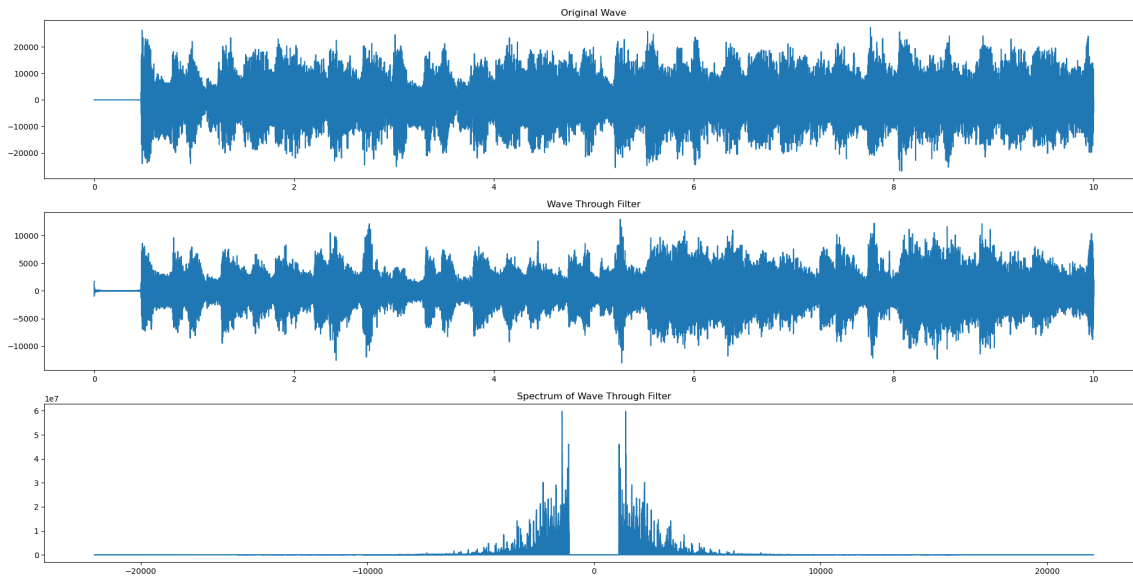 Original Wave
20000
10000
0
−10000
−20000
0 2 4 6 8 10
Wave Through Filter
10000
5000
0
−5000
−10000
0 2 4 6 8 10
Spectrum of Wave Through Filter
1e7
6
5
4
3
2
1
0
−20000 −10000 0 10000 20000